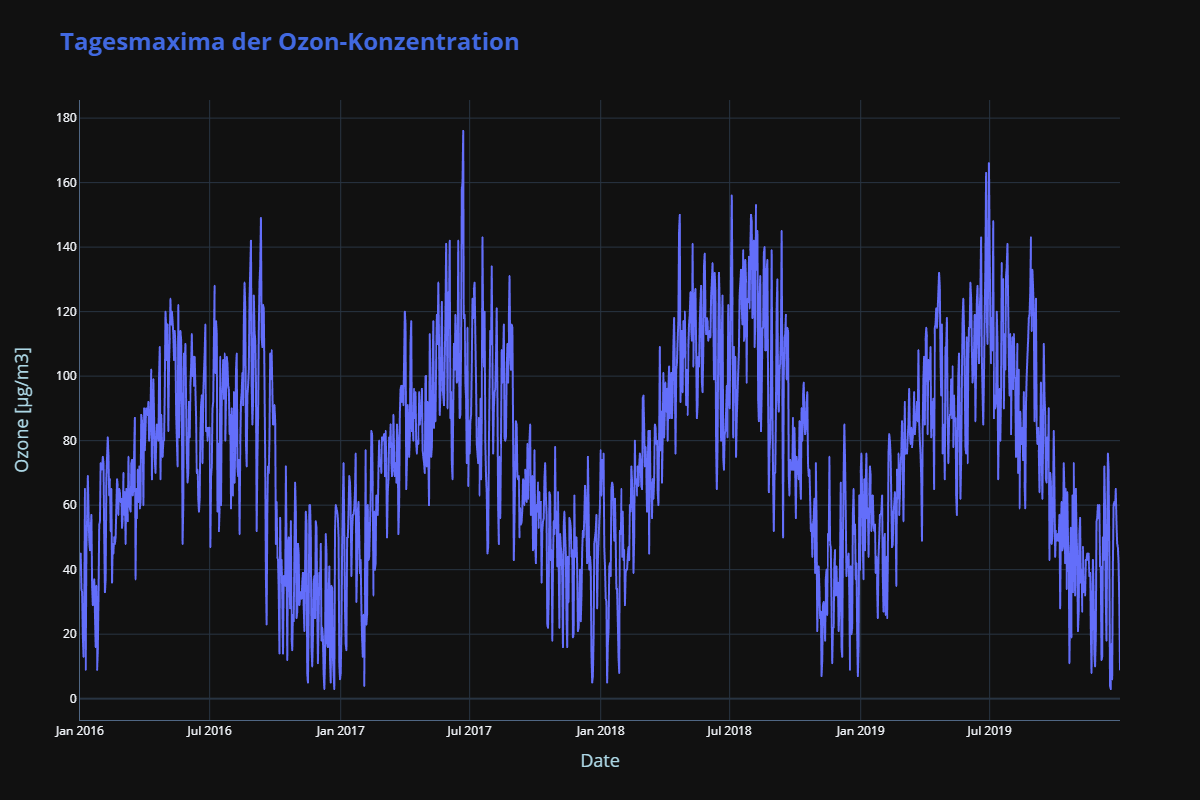 Tagesmaxima der Ozon-Konzentration
Ozone [µg/m3]
180
160
140
120
100
80
60
40
20
0
Jan 2016 Jul 2016 Jan 2017 Jul 2017 Jan 2018 Jul 2018 Jan 2019 Jul 2019
Date